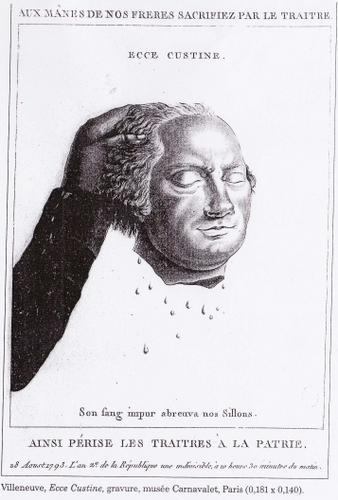 AUX MÂNES DE NOS FRERES SACRIFIEZ PAR LE TRAITRE.
ECCE CUSTINE.
Son sang impur abreuva nos Sillons.
AINSI PÉRISE LES TRAITRES À LA PATRIE.
28 Aoust 1793. L'an 2e. de la République une indivisible, à 10 heurs 30 minutes du matin.
Villeneuve, Ecce Custine, gravure, musée Carnavalet, Paris (0,181 x 0,140).